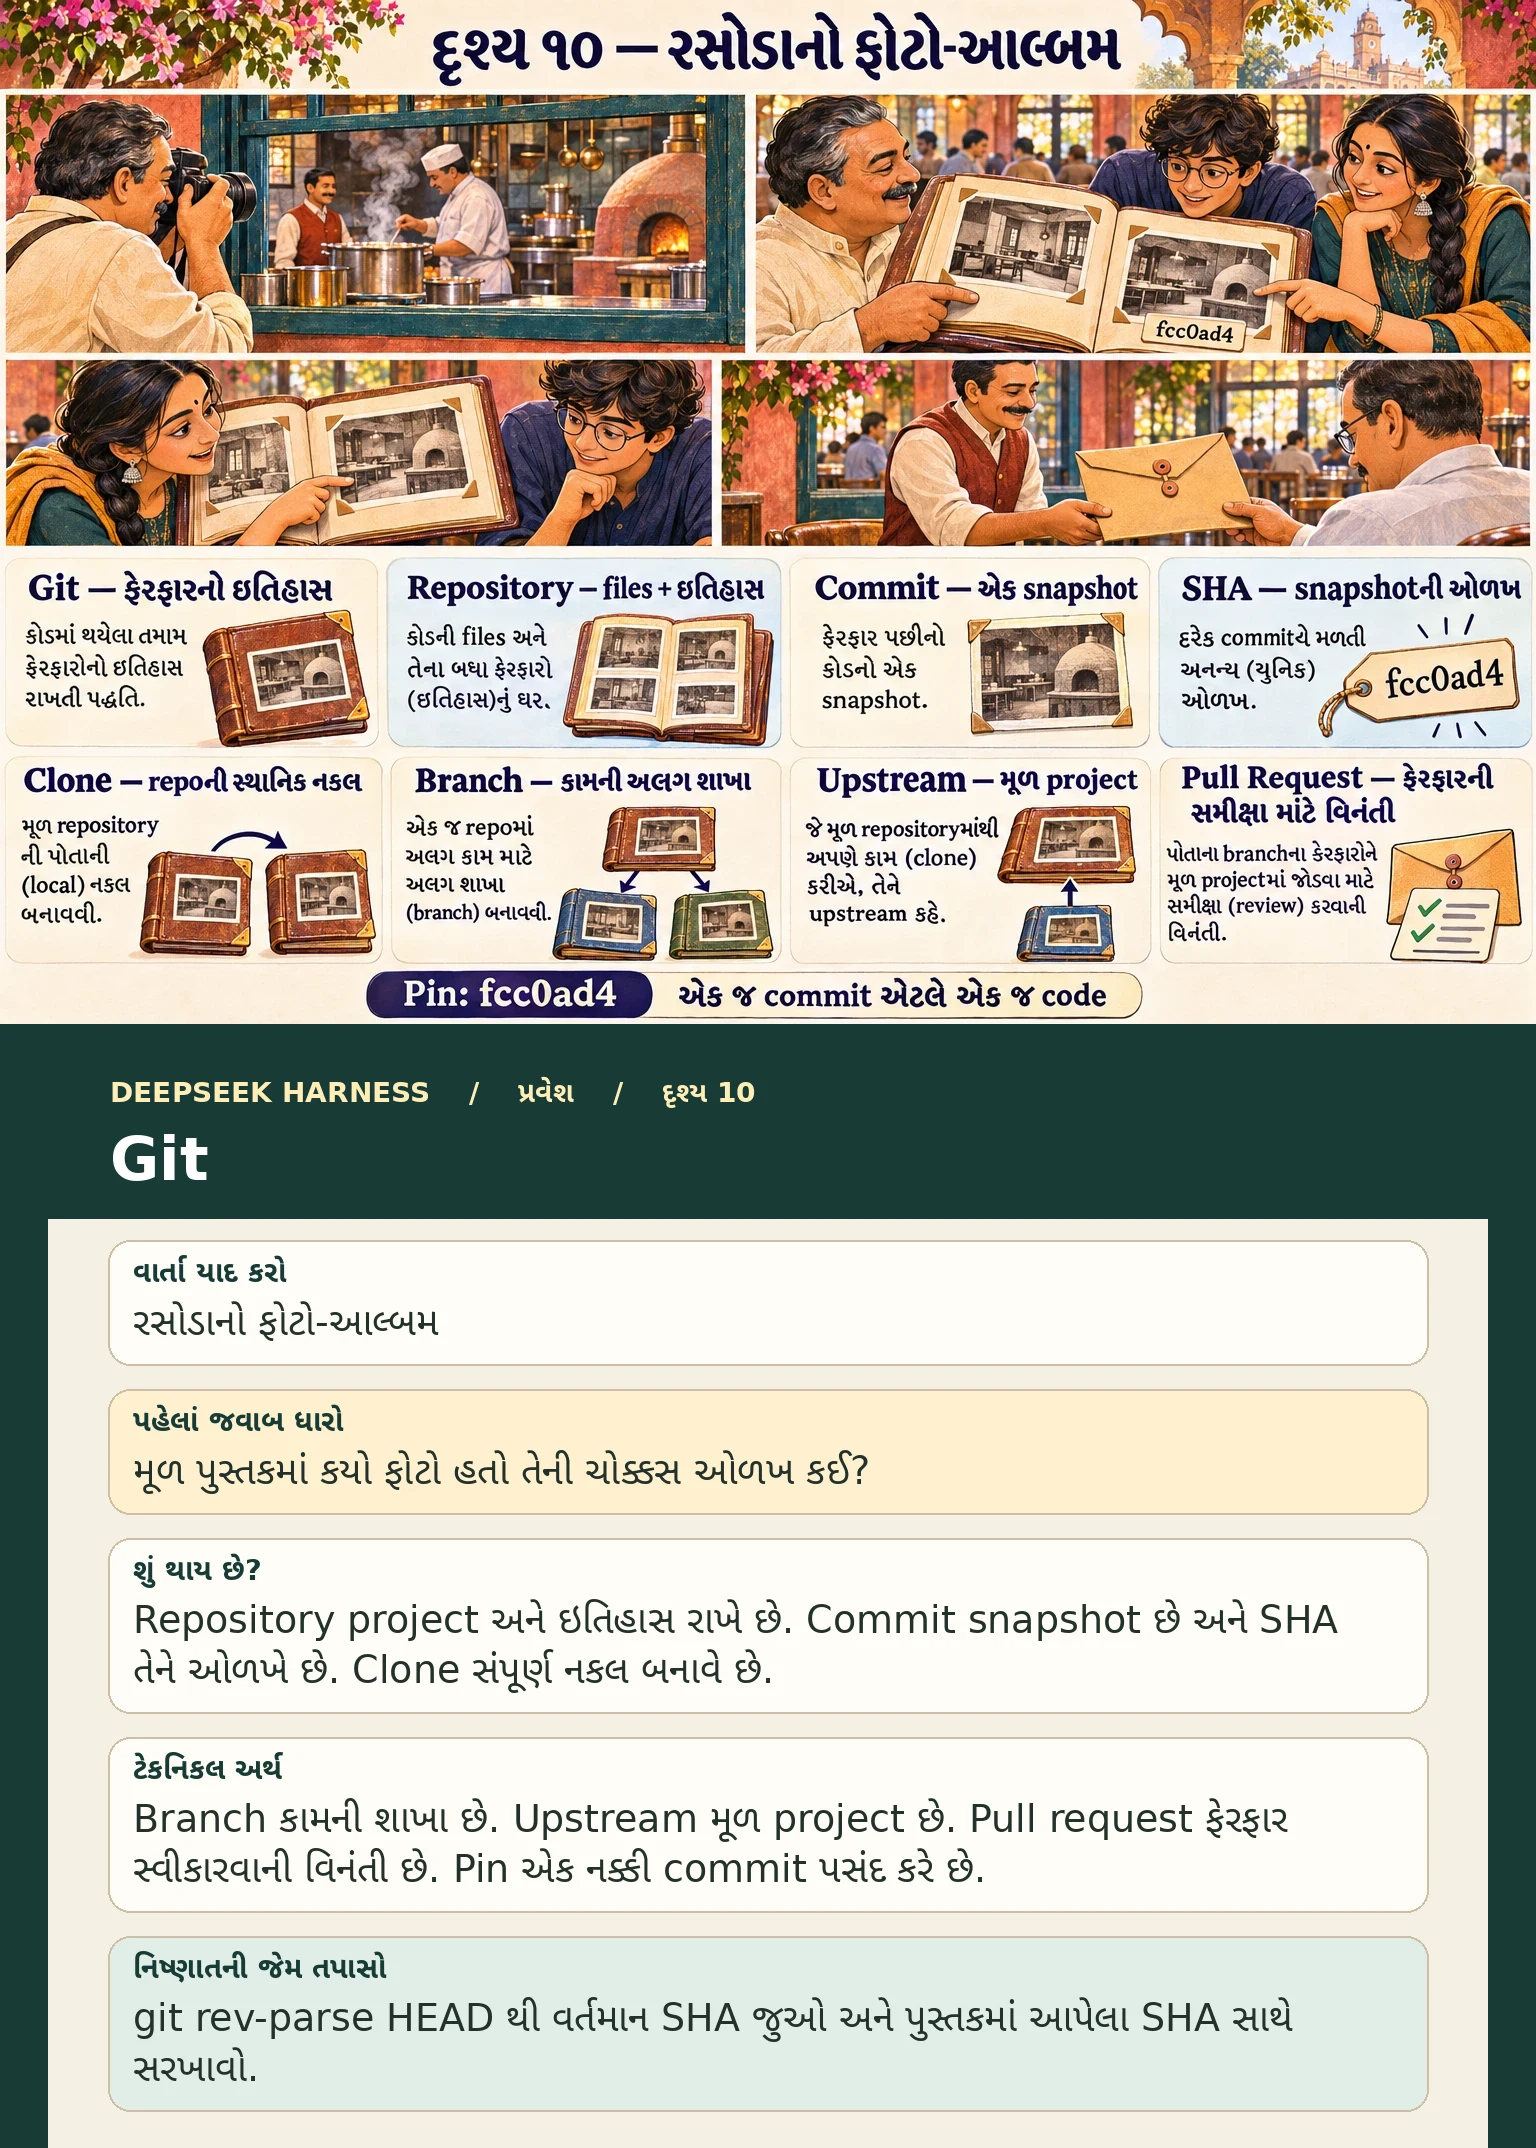 દૃશ્ય ૧૦ — રસોડાનો ફોટો-આલ્બમ
fcc0ad4
Git — ફેરફારનો ઇતિહાસ
કોડમાં થયેલા તમામ
ફેરફારોનો ઇતિહાસ
રાખતી પદ્ધતિ.
Repository – files + ઇતિહાસ
કોડની files અને
તેના બધા ફેરફારો
(ઇતિહાસ)નું ઘર.
Commit — એક snapshot
ફેરફાર પછીનો
કોડનો એક
snapshot.
SHA — snapshotની ઓળખ
દરેક commitયે મળતી
અનન્ય (યુનિક)
ઓળખ.
fcc0ad4
Clone — repoની સ્થાનિક નકલ
મૂળ repository
ની પોતાની
(local) નકલ
બનાવવી.
Branch — કામની અલગ શાખા
એક જ repoમાં
અલગ કામ માટે
અલગ શાખા
(branch) બનાવવી.
Upstream — મૂળ project
જે મૂળ repositoryમાંથી
અપણે કામ (clone)
કરીએ, તેને
upstream કહે.
Pull Request — ફેરફારની
સમીક્ષા માંટે વિનંતી
પોતાના branchના કેરફારોને
મૂળ projectમાં જોડવા માટે
સમીક્ષા (review) કરવાની
વિનંતી.
Pin: fcc0ad4
એક જ commit એટલે એક જ code
DEEPSEEK HARNESS / પ્રવેશ / દૃશ્ય 10
Git
વાર્તા યાદ કરો
રસોડાનો ફોટો-આલ્બમ
પહેલાં જવાબ ધારો
મૂળ પુસ્તકમાં કયો ફોટો હતો તેની ચોક્કસ ઓળખ કઈ?
શું થાય છે?
Repository project અને ઇતિહાસ રાખે છે. Commit snapshot છે અને SHA
તેને ઓળખે છે. Clone સંપૂર્ણ નકલ બનાવે છે.
ટેકનિકલ અર્થ
Branch કામની શાખા છે. Upstream મૂળ project છે. Pull request ફેરફાર
સ્વીકારવાની વિનંતી છે. Pin એક નક્કી commit પસંદ કરે છે.
નિષ્ણાતની જેમ તપાસો
git rev-parse HEAD થી વર્તમાન SHA જુઓ અને પુસ્તકમાં આપેલા SHA સાથે
સરખાવો.